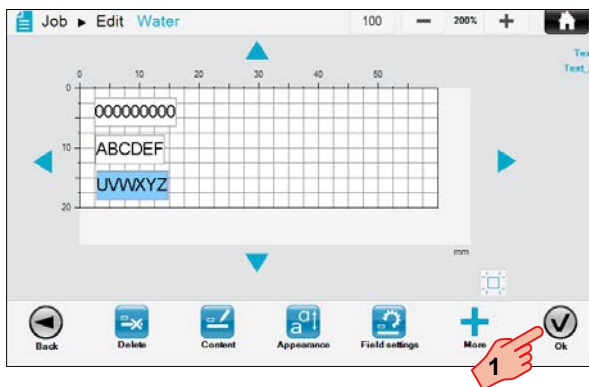 Job ► Edit Water 100 200%
Tex
Text_
0 10 20 30 40 50
0
000000000
10
ABCDEF
UVWXYZ
20
mm
Back Delete Content Appearance Field settings More Ok
1